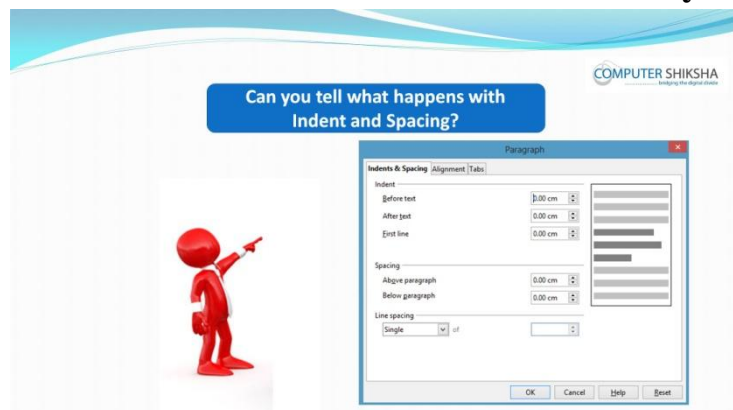 COMPUTER SHIKSHA
bridging the digital divide
Can you tell what happens with
Indent and Spacing?
Paragraph
Indents & Spacing Alignment Tabs
Indent
Before text 0.00 cm
After text 0.00 cm
First line 0.00 cm
Spacing
Above paragraph 0.00 cm
Below paragraph 0.00 cm
Line spacing
Single of
OK Cancel Help Reset